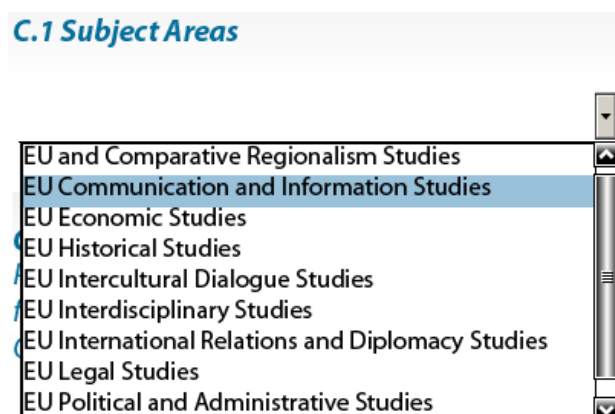 C.1 Subject Areas
EU and Comparative Regionalism Studies
EU Communication and Information Studies
EU Economic Studies
EU Historical Studies
EU Intercultural Dialogue Studies
EU Interdisciplinary Studies
EU International Relations and Diplomacy Studies
EU Legal Studies
EU Political and Administrative Studies